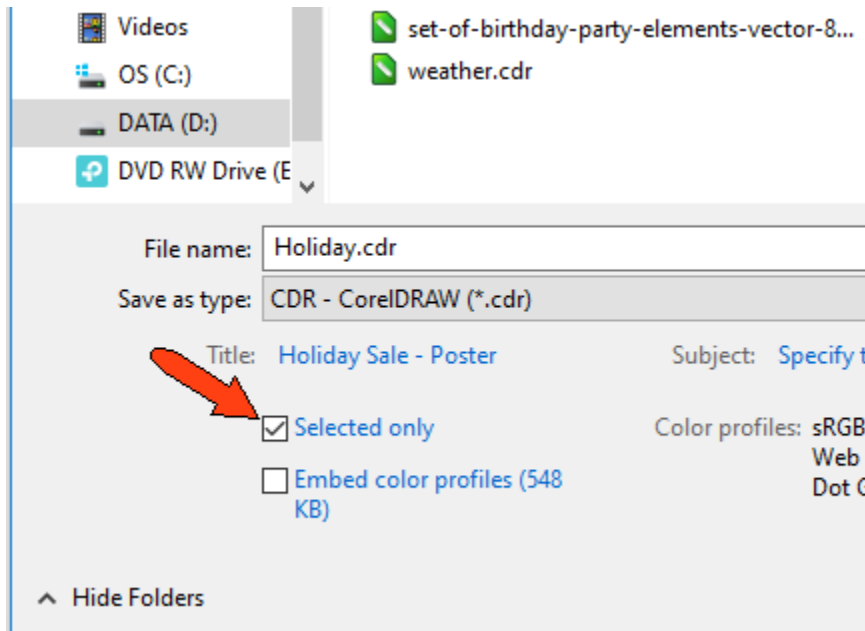 Videos
set-of-birthday-party-elements-vector-8...
OS (C:)
weather.cdr
DATA (D:)
DVD RW Drive (E
File name: Holiday.cdr
Save as type: CDR - CorelDRAW (*.cdr)
Title: Holiday Sale - Poster Subject: Specify t
Selected only Color profiles: sRGB
Web
Embed color profiles (548 Dot G
KB)
Hide Folders